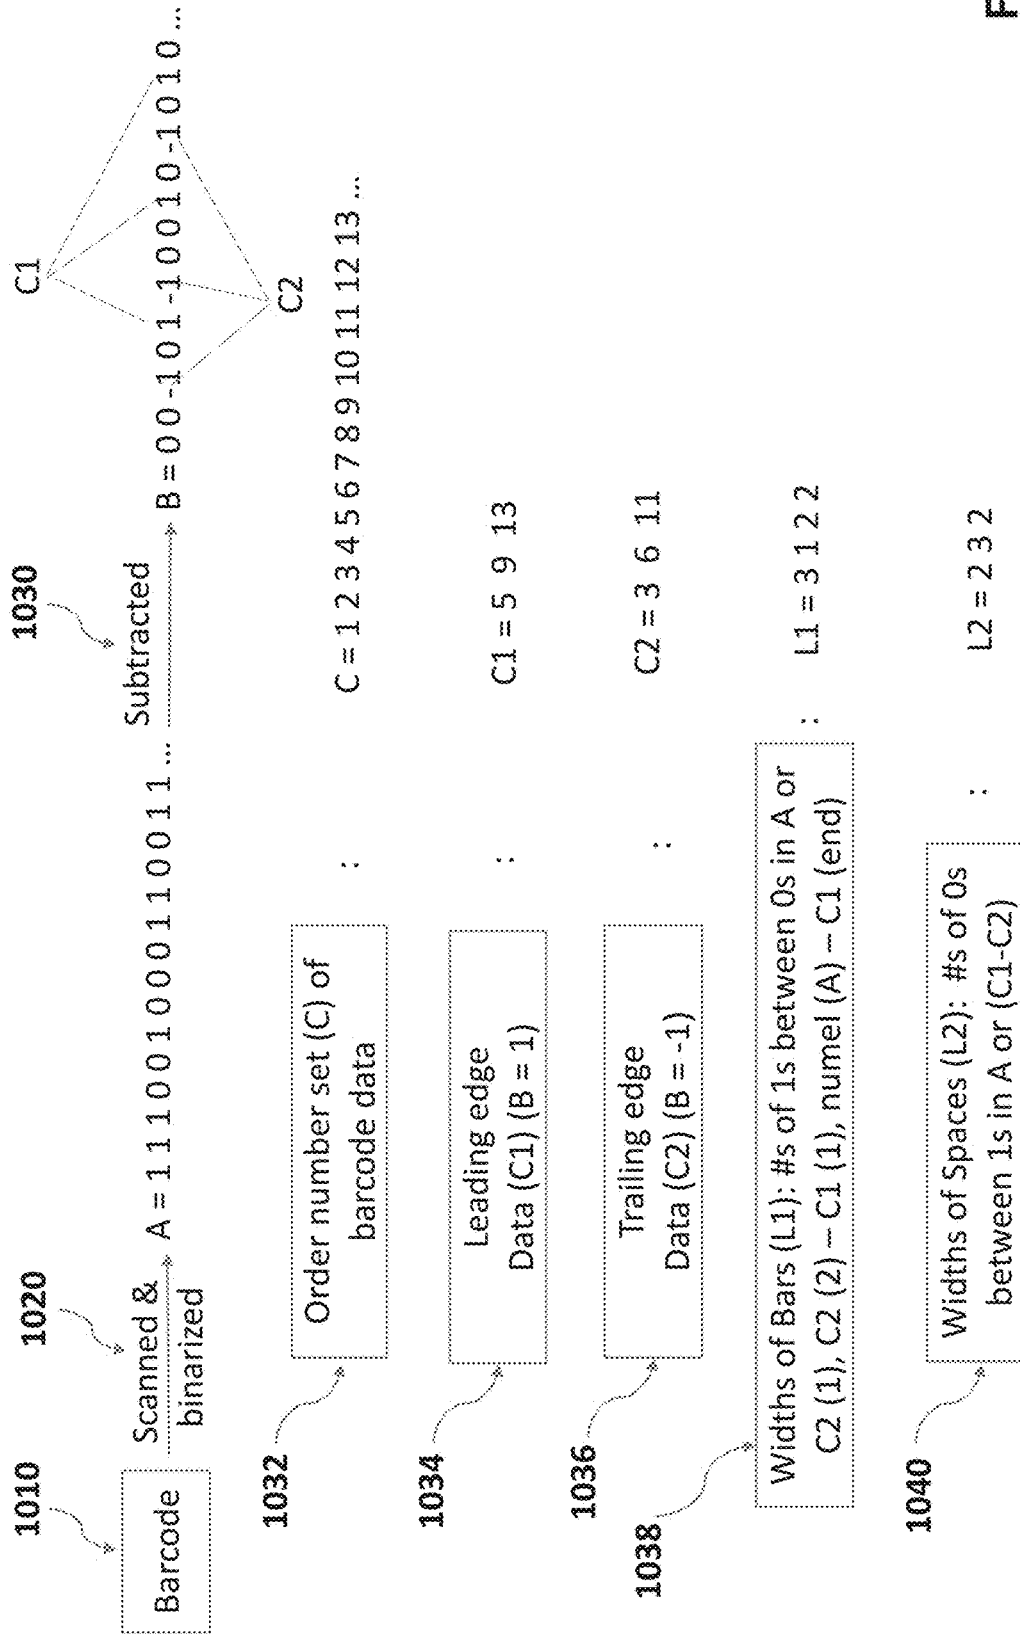 1010
1020
1030
C1
Barcode
Scanned &
binarized
A = 1 1 1 0 0 1 0 0 0 1 1 0 0 1 1 ...
Subtracted
B = 0 0 -1 0 1 -1 0 0 1 0 -1 0 1 0 ...
C2
1032
Order number set (C) of
barcode data
:
C = 1 2 3 4 5 6 7 8 9 10 11 12 13 ...
1034
Leading edge
Data (C1) (B = 1)
:
C1 = 5 9 13
1036
Trailing edge
Data (C2) (B = -1)
:
C2 = 3 6 11
1038
Widths of Bars (L1): #s of 1s between 0s in A or
C2 (1), C2 (2) – C1 (1), numel (A) – C1 (end)
:
L1 = 3 1 2 2
1040
Widths of Spaces (L2): #s of 0s
between 1s in A or (C1-C2)
:
L2 = 2 3 2